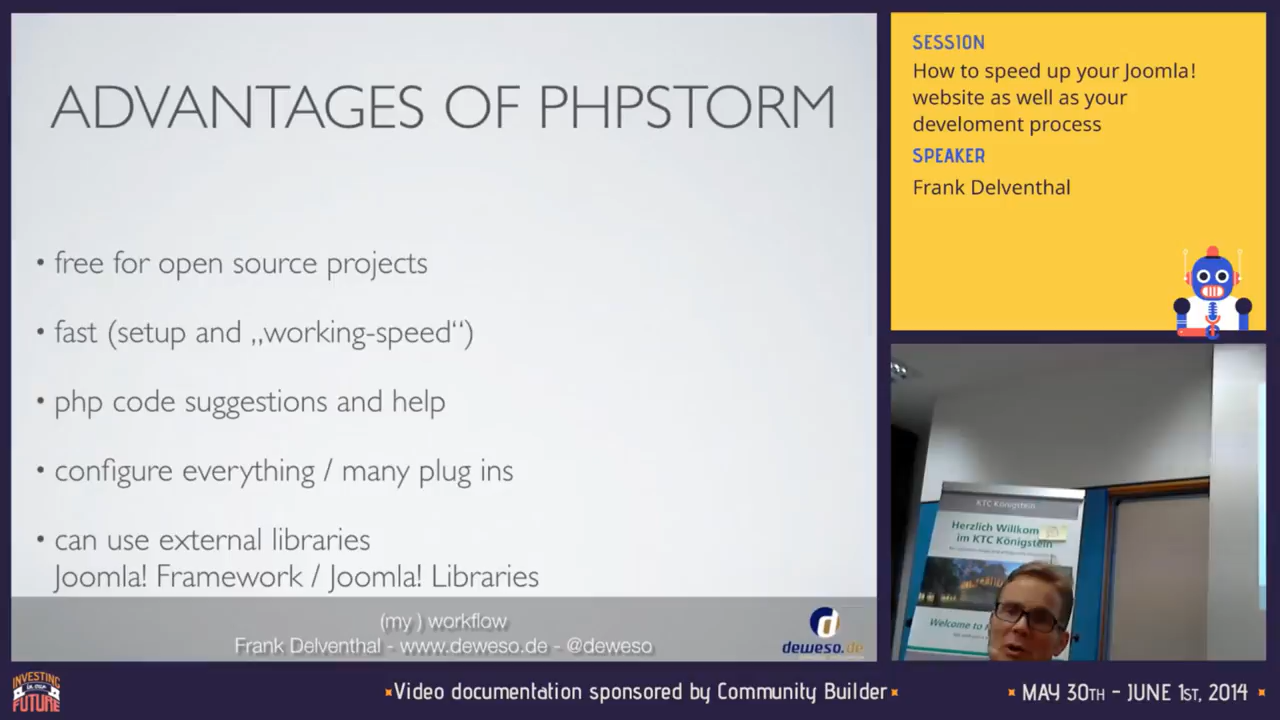 ADVANTAGES OF PHPSTORM
• free for open source projects
• fast (setup and „working-speed“)
• php code suggestions and help
• configure everything / many plug ins
• can use external libraries
Joomla! Framework / Joomla! Libraries
(my ) workflow
Frank Delventhal - www.deweso.de - @deweso
deweso.de
SESSION
How to speed up your Joomla!
website as well as your
develoment process
SPEAKER
Frank Delventhal
KTC Königstein
Herzlich Willkom
im KTC Königstein
Welcome to
INVESTING
IN OUR
FUTURE
Video documentation sponsored by Community Builder
MAY 30TH - JUNE 1ST, 2014